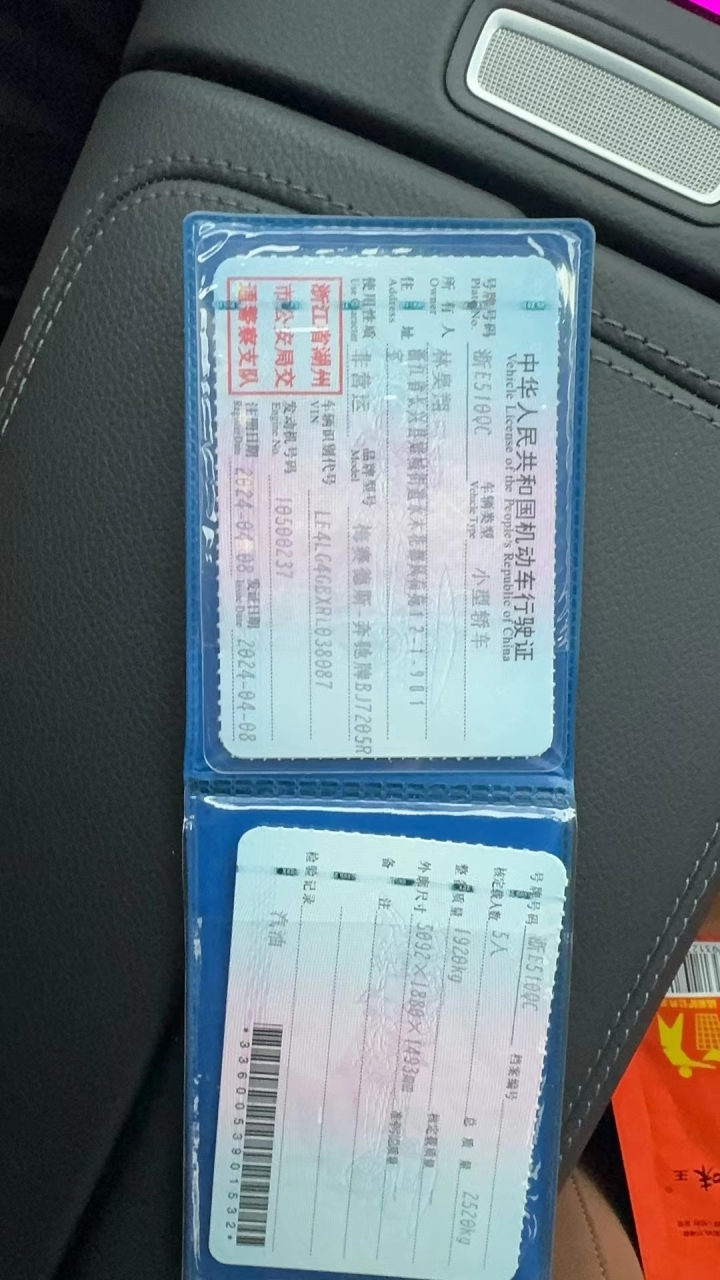 中华人民共和国机动车行驶证
Vehicle License of the People's Republic of China
号牌号码 浙E510QC 车辆类型 小型轿车
Plate No. Vehicle Type
所有人 林
Owner
住址 12-1-901
Address
使用性质 非营运 品牌型号 梅赛德斯-奔驰牌BJ7205R
Use Character Model
浙江省湖州
市公安局交
通警察支队
车辆识别代号 LE4LG4GBXRL038087
VIN
发动机号码 10500237
Engine No.
注册日期 2024-04-08 发证日期 2024-04-08
Register Date Issue Date
号牌号码 浙E510QC 档案编号
核定载人数 5人 总质量 2520kg
整备质量 1920kg 核定载质量 —
外廓尺寸 5092×1880×1493mm 准牵引总质量 —
备注
检验记录
汽油
*3360053901532*
王